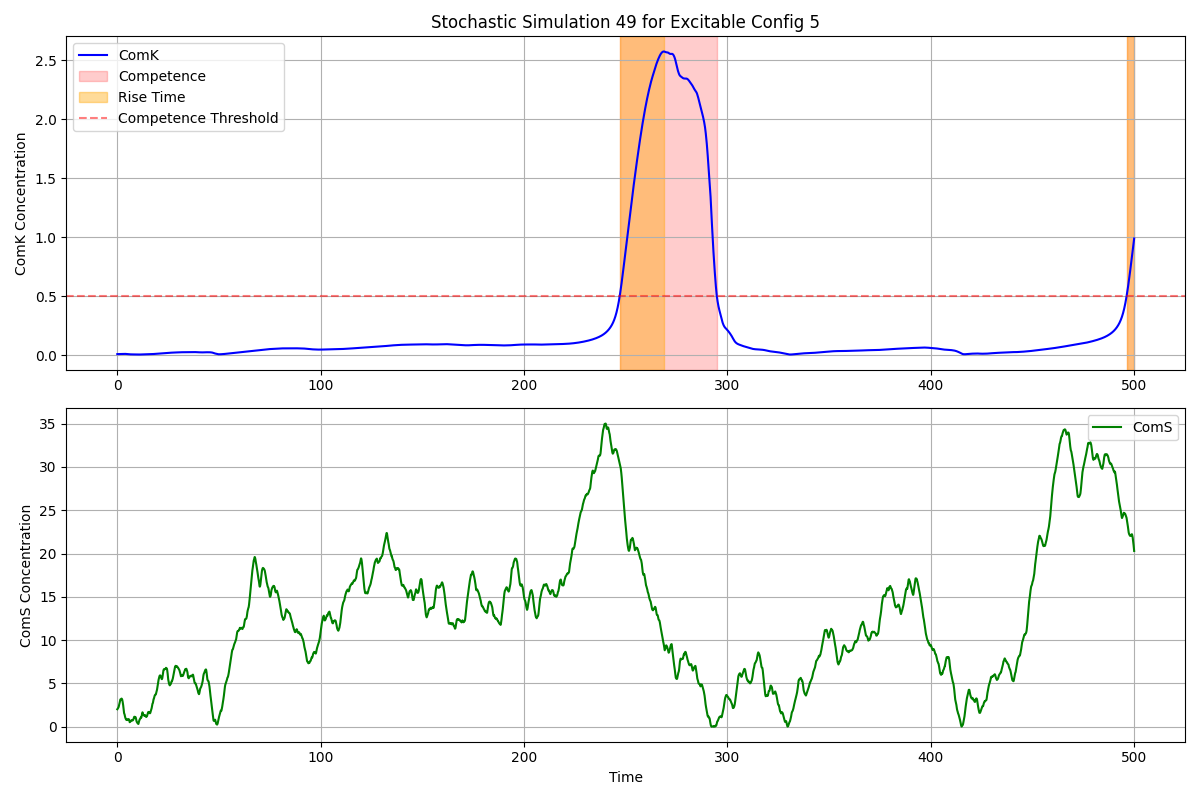 Stochastic Simulation 49 for Excitable Config 5
ComK Concentration
2.5
2.0
1.5
1.0
0.5
0.0
ComK
Competence
Rise Time
Competence Threshold
0 100 200 300 400 500
ComS Concentration
35
30
25
20
15
10
5
0
ComS
0 100 200 300 400 500
Time